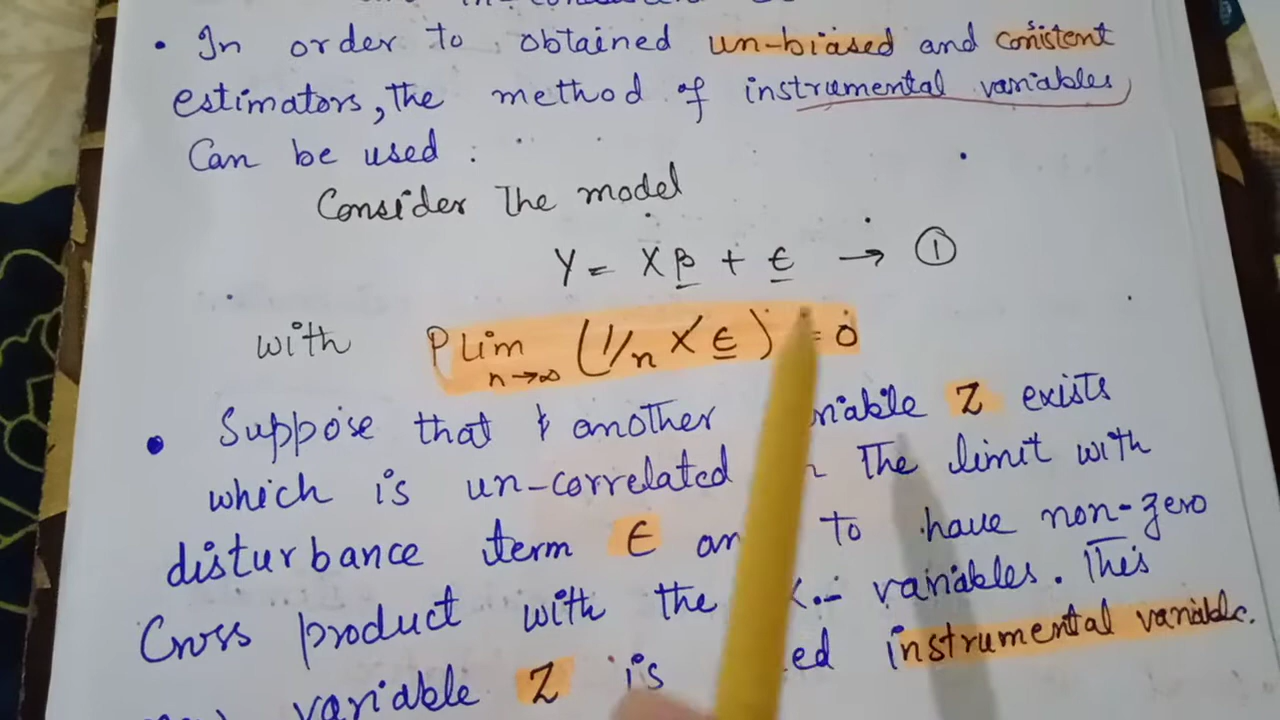 • In order to obtained un-biased and consistent
estimators, the method of instrumental variables
Can be used :
Consider The model
Y = Xβ + ϵ → ①
with Plim n→∞ (1/n X'ϵ) = 0
• Suppose that & another Z exists
which is un-correlated The limit with
disturbance term ϵ to have non-zero
Cross product with the variables. This
variable Z is instrumental variable.